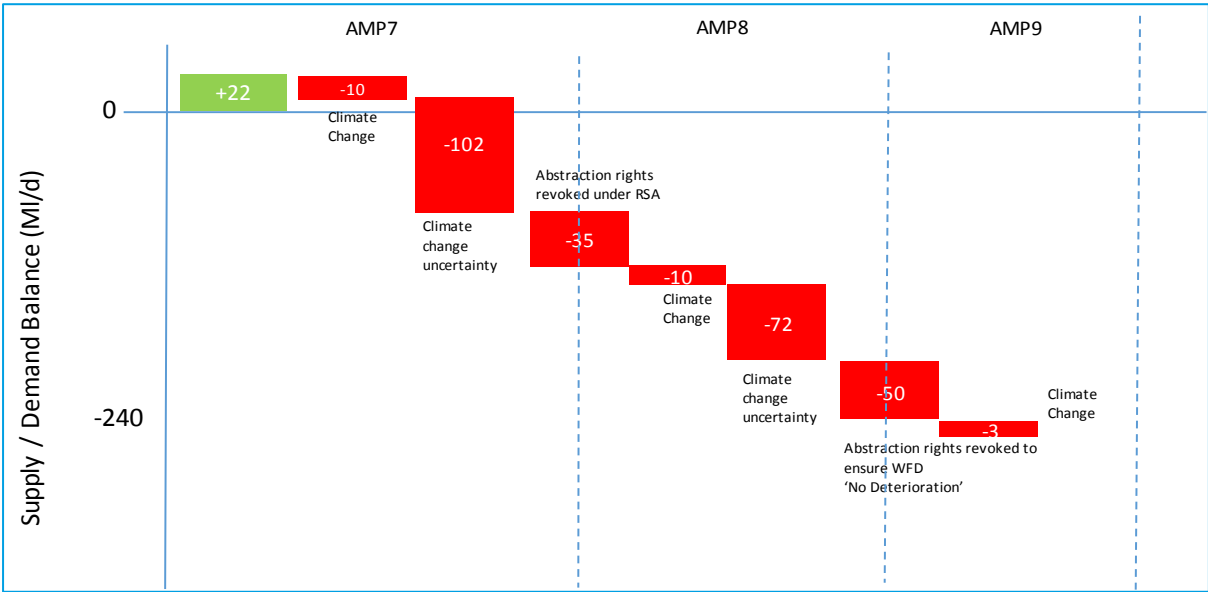 AMP7
AMP8
AMP9
+22
-10
0
Climate
Change
-102
Abstraction rights
revoked under RSA
Climate
change
uncertainty
-35
-10
Climate
Change
-72
Climate
change
uncertainty
-50
Climate
Change
-240
-3
Abstraction rights revoked to
ensure WFD
‘No Deterioration’
Supply / Demand Balance (Ml/d)